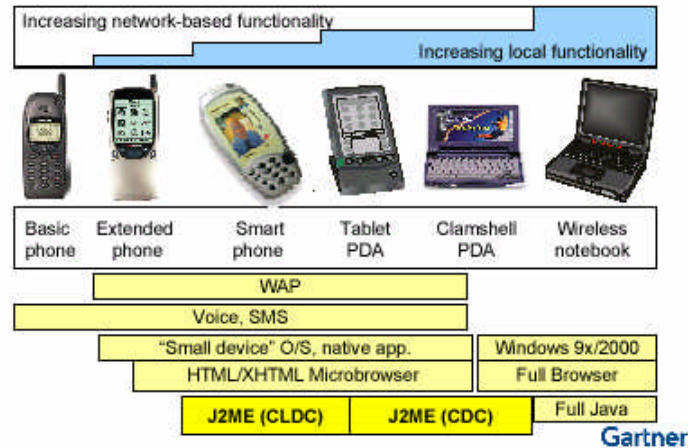 Increasing network-based functionality
Increasing local functionality
Basic phone
Extended phone
Smart phone
Tablet PDA
Clamshell PDA
Wireless notebook
WAP
Voice, SMS
“Small device” O/S, native app.
Windows 9x/2000
HTML/XHTML Microbrowser
Full Browser
J2ME (CLDC)
J2ME (CDC)
Full Java
Gartner